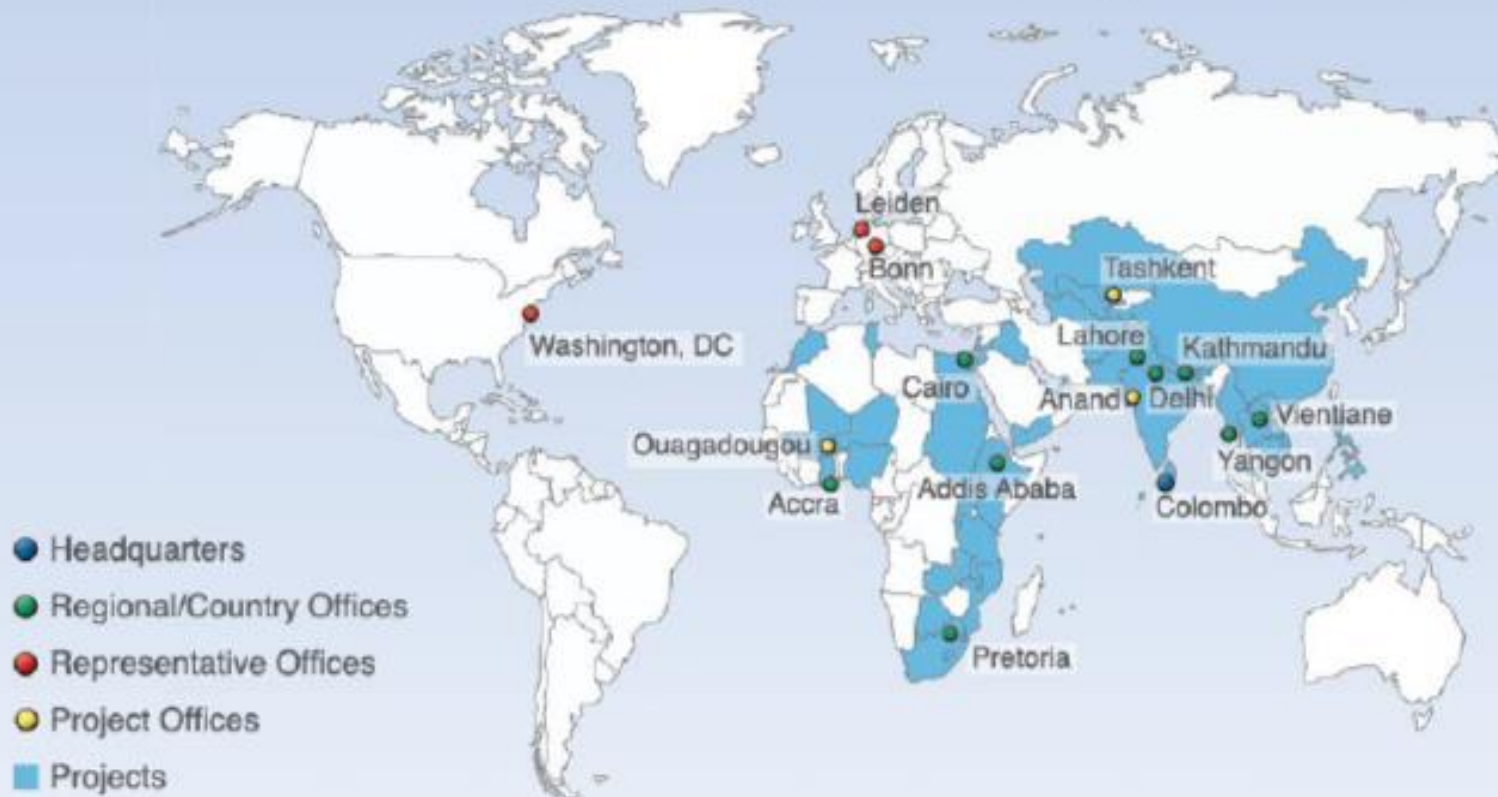 Leiden
Bonn
Tashkent
Washington, DC
Lahore
Kathmandu
Cairo
Anand
Delhi
Vientiane
Ouagadougou
Yangon
Accra
Addis Ababa
Colombo
Pretoria
Headquarters
Regional/Country Offices
Representative Offices
Project Offices
Projects